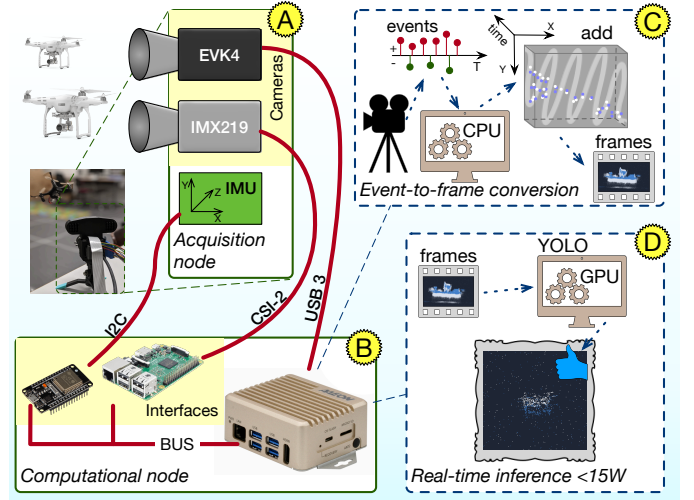 A
EVK4
IMX219
Cameras
Y
Z
X
IMU
Acquisition
node
I2C
CSI-2
USB 3
B
Interfaces
BUS
Computational node
C
events
+
-
T
time
X
Y
add
CPU
frames
Event-to-frame conversion
D
frames
YOLO
GPU
Real-time inference <15W